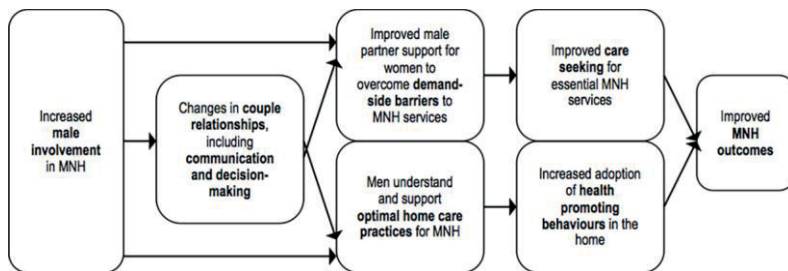 Increased
male
involvement
in MNH
Changes in couple
relationships,
including
communication
and decision-
making
Improved male
partner support for
women to
overcome demand-
side barriers to
MNH services
Men understand
and support
optimal home care
practices for MNH
Improved care
seeking for
essential MNH
services
Increased adoption
of health
promoting
behaviours in the
home
Improved
MNH
outcomes